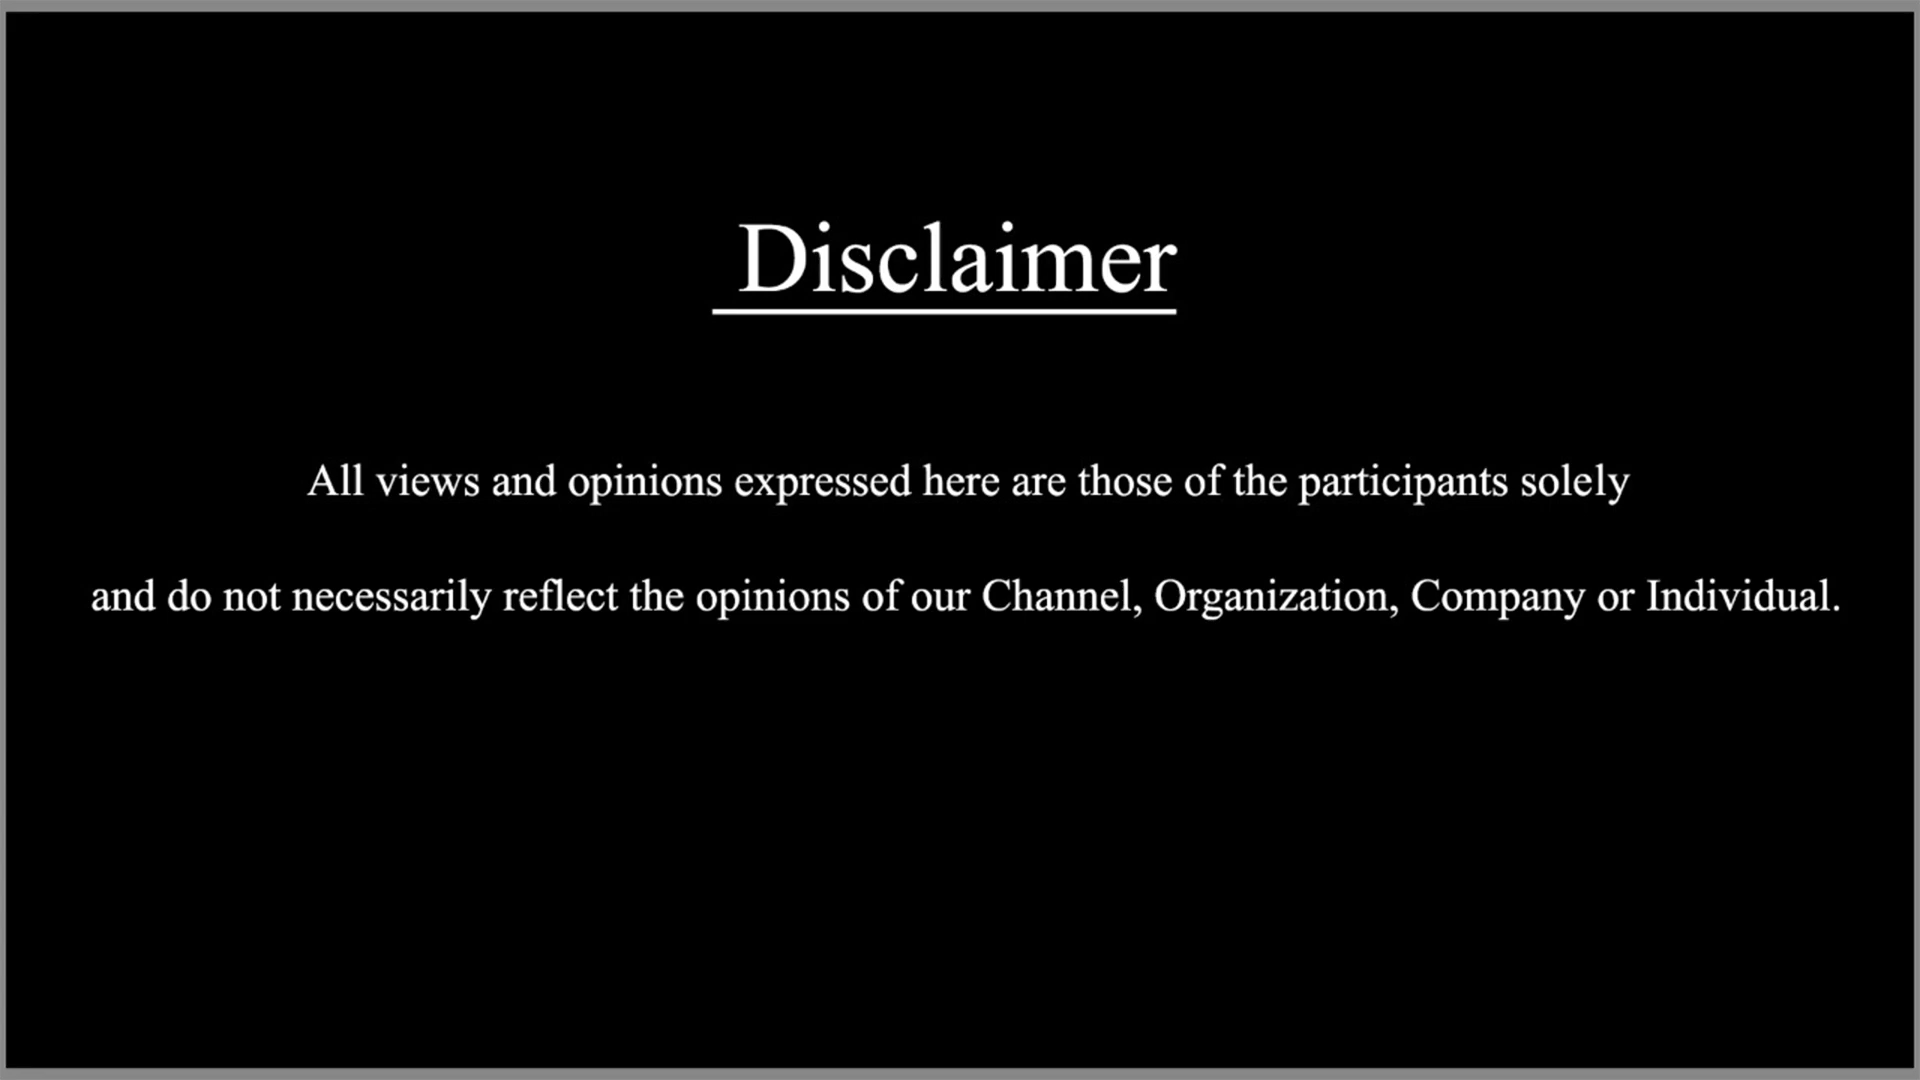 Disclaimer
All views and opinions expressed here are those of the participants solely
and do not necessarily reflect the opinions of our Channel, Organization, Company or Individual.